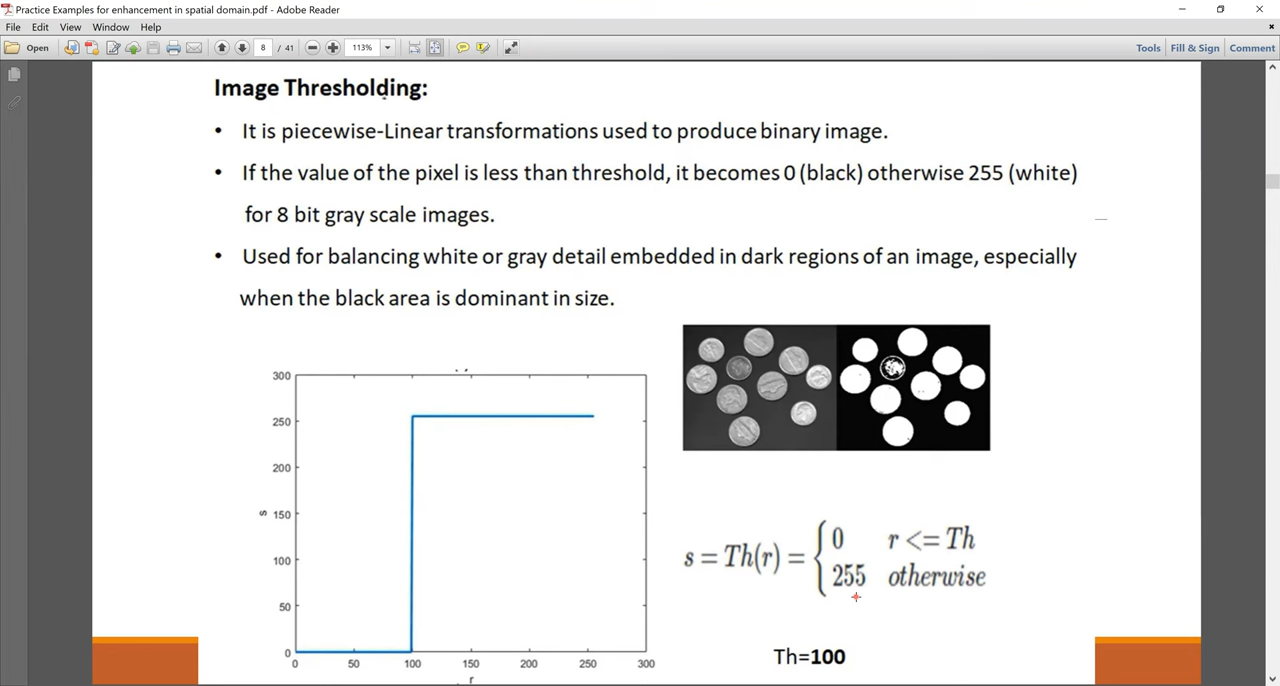 Practice Examples for enhancement in spatial domain.pdf - Adobe Reader
File Edit View Window Help
Open 8 / 41 113% Tools Fill & Sign Comment
Image Thresholding:
• It is piecewise-Linear transformations used to produce binary image.
• If the value of the pixel is less than threshold, it becomes 0 (black) otherwise 255 (white)
for 8 bit gray scale images.
• Used for balancing white or gray detail embedded in dark regions of an image, especially
when the black area is dominant in size.
300
250
200
150
100
50
0
s
0 50 100 150 200 250 300
r
s = Th(r) = { 0 r <= Th
255 otherwise
Th=100